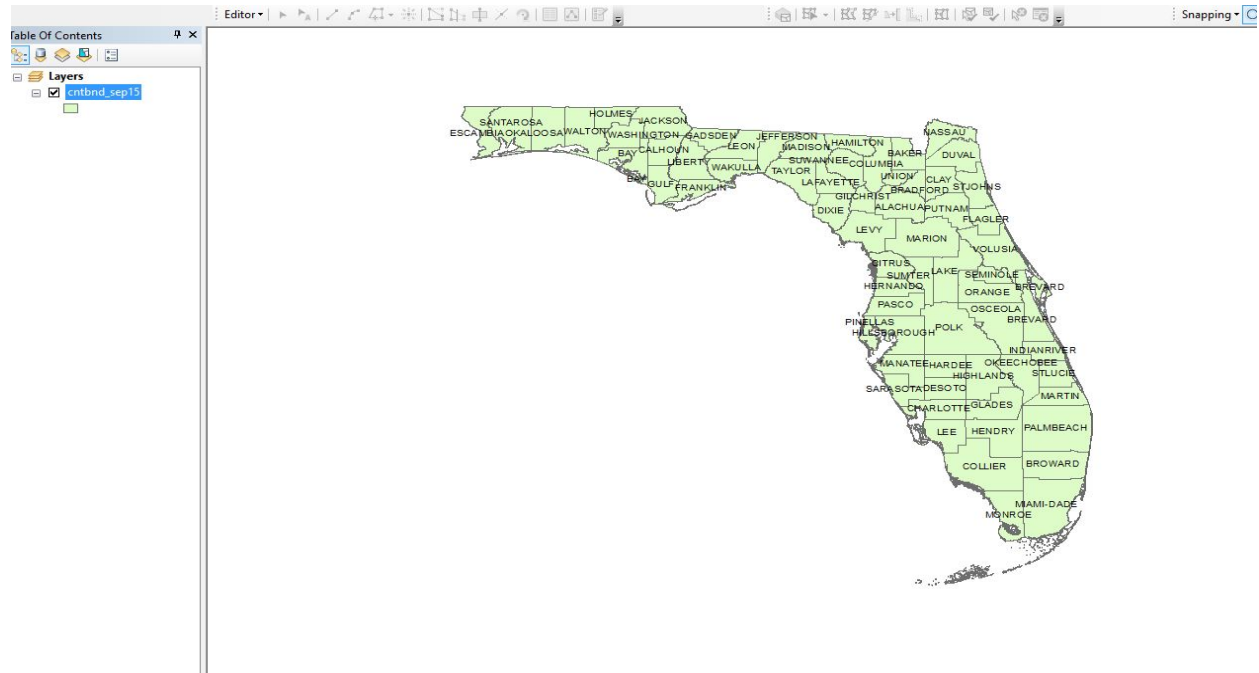 Editor
Snapping
Table Of Contents
Layers
cntbnd_sep15
HOLMES
JACKSON
SANTAROSA
ESCAMBIA
OKALOOSA
WALTON
WASHINGTON
GADSDEN
JEFFERSON
NASSAU
BAY
CALHOUN
LEON
MADISON
HAMILTON
BAKER
DUVAL
LIBERTY
WAKULLA
TAYLOR
SUWANNEE
COLUMBIA
BAY
GULF
FRANKLIN
LAFAYETTE
UNION
CLAY
STJOHNS
GILCHRIST
BRADFORD
DIXIE
ALACHUA
PUTNAM
FLAGLER
LEVY
MARION
VOLUSIA
CITRUS
SUMTER
LAKE
SEMINOLE
HERNANDO
ORANGE
BREVARD
PASCO
OSCEOLA
BREVARD
PINELLAS
HILLSBOROUGH
POLK
INDIANRIVER
MANATEE
HARDEE
OKEECHOBEE
HIGHLANDS
STLUCIE
SARASOTA
DESOTO
MARTIN
CHARLOTTE
GLADES
LEE
HENDRY
PALMBEACH
COLLIER
BROWARD
MIAMI-DADE
MONROE